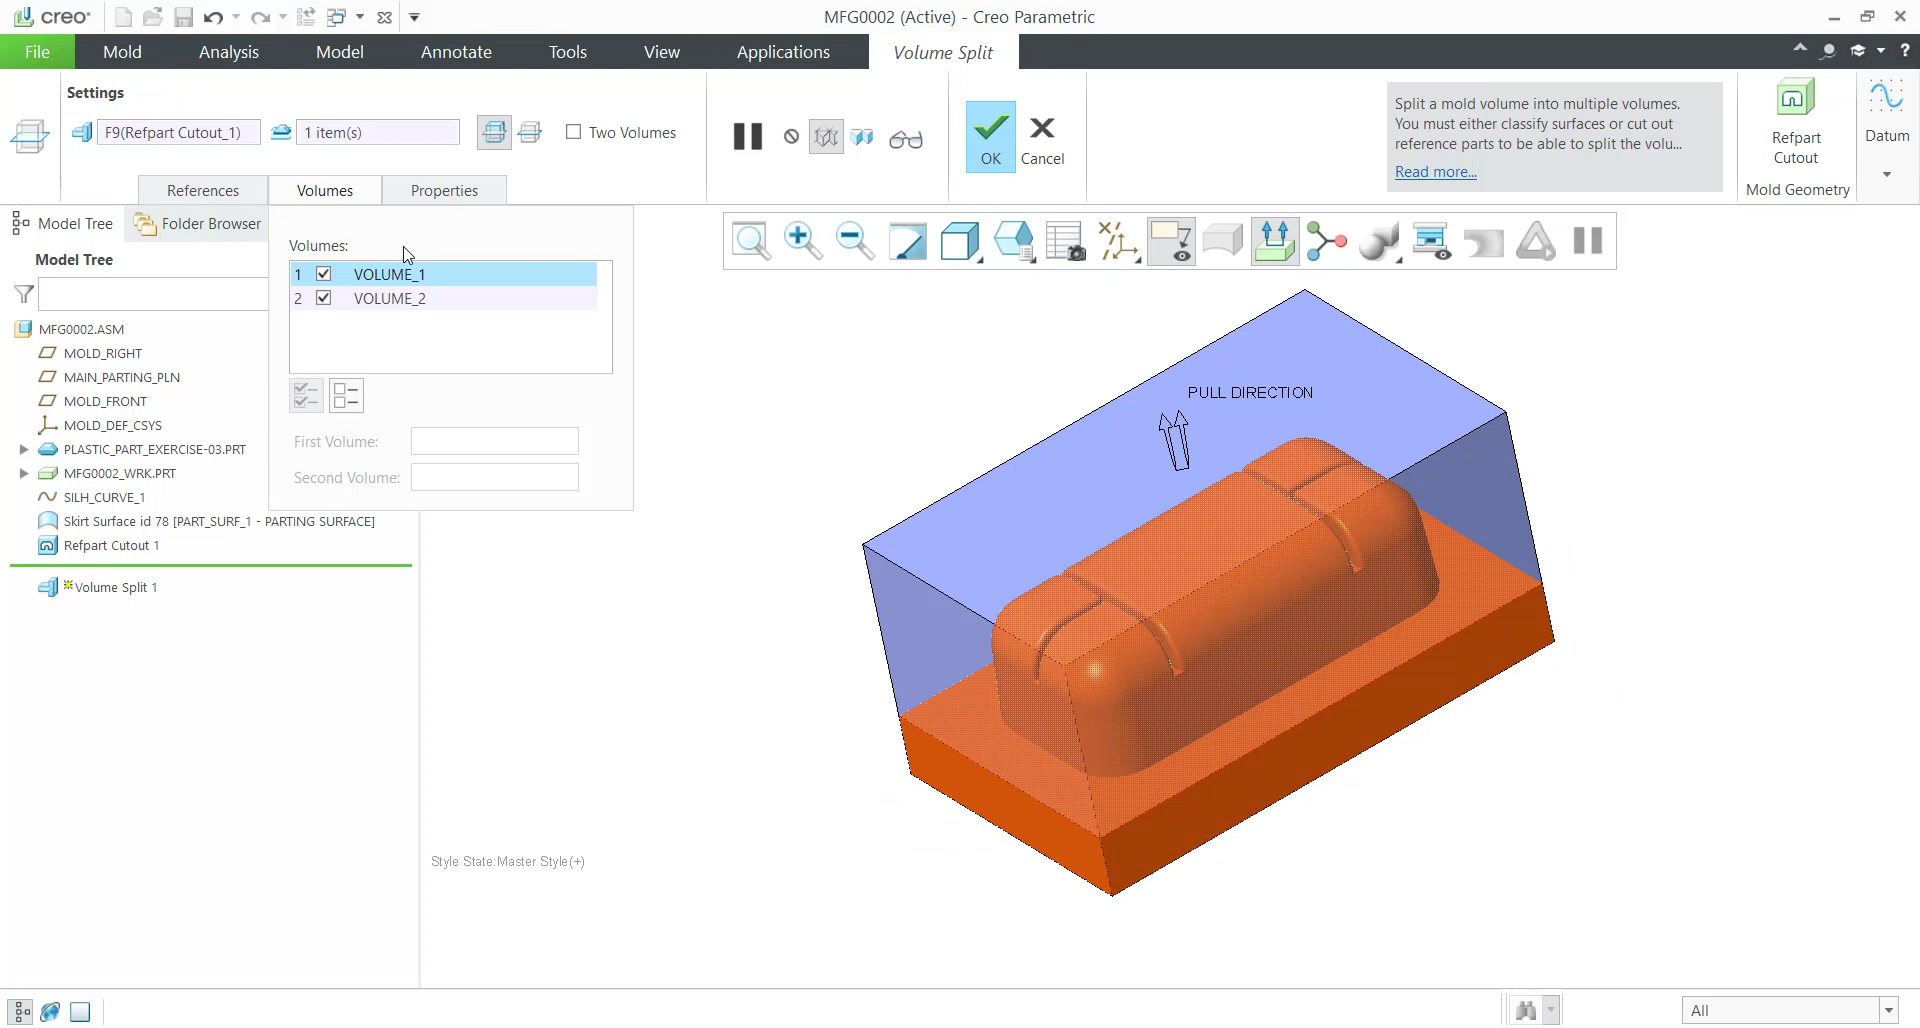 creo
MFG0002 (Active) - Creo Parametric
File
Mold
Analysis
Model
Annotate
Tools
View
Applications
Volume Split
Settings
F9(Refpart Cutout_1)
1 item(s)
Two Volumes
OK
Cancel
Split a mold volume into multiple volumes.
You must either classify surfaces or cut out
reference parts to be able to split the volu...
Read more...
Refpart
Cutout
Mold Geometry
Datum
References
Volumes
Properties
Model Tree
Folder Browser
Model Tree
MFG0002.ASM
MOLD_RIGHT
MAIN_PARTING_PLN
MOLD_FRONT
MOLD_DEF_CSYS
PLASTIC_PART_EXERCISE-03.PRT
MFG0002_WRK.PRT
SILH_CURVE_1
Skirt Surface id 78 [PART_SURF_1 - PARTING SURFACE]
Refpart Cutout 1
Volume Split 1
Volumes:
1 VOLUME_1
2 VOLUME_2
First Volume:
Second Volume:
PULL DIRECTION
Style State:Master Style(+)
All